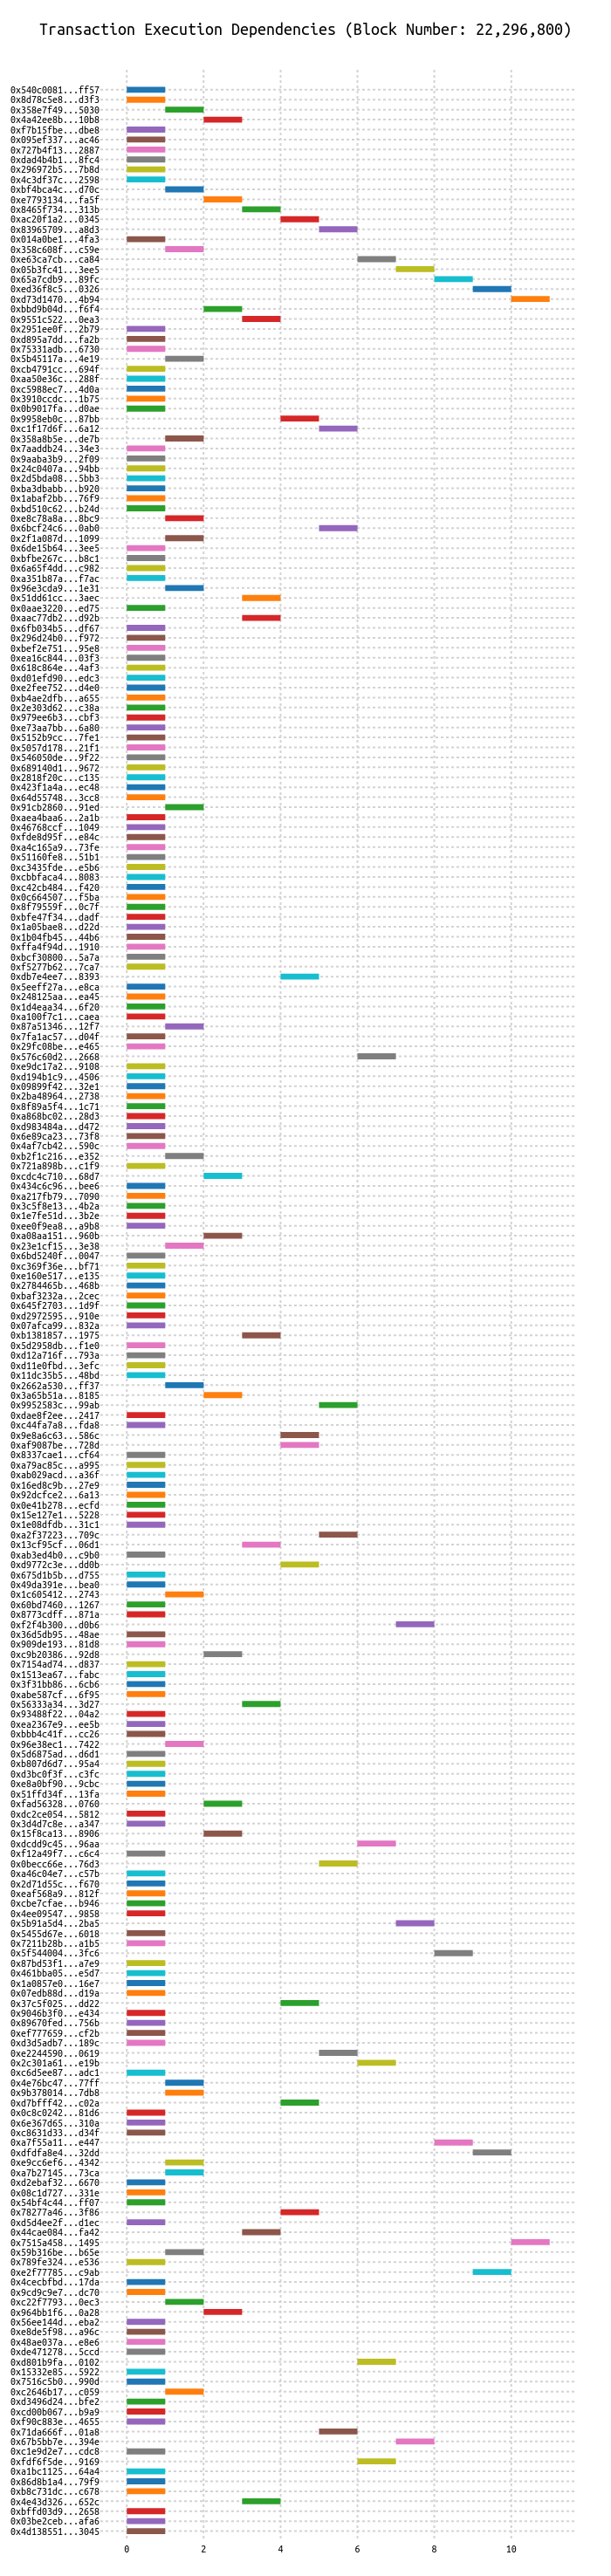 Transaction Execution Dependencies (Block Number: 22,296,800)
0x540c0081...ff57
0x8d78c5e8...d3f3
0x358e7f49...5030
0x4a42ee8b...10b8
0xf7b15fbe...dbe8
0x095ef337...ac46
0x727b4f13...2887
0xdad4b4b1...8fc4
0x296972b5...7b8d
0x4c3df37c...2598
0xbf4bca4c...d70c
0xe7793134...fa5f
0x8465f734...313b
0xac20f1a2...0345
0x83965709...a8d3
0x014a0be1...4fa3
0x358c608f...c59e
0xe63ca7cb...ca84
0x05b3fc41...3ee5
0x65a7cdb9...89fc
0xed36f8c5...0326
0xd73d1470...4b94
0xbbd9b04d...f6f4
0x9551c522...0ea3
0x2951ee0f...2b79
0xd895a7dd...fa2b
0x75331adb...6730
0x5b45117a...4e19
0xcb4791cc...694f
0xaa50e36c...288f
0xc5988ec7...4d0a
0x3910ccdc...1b75
0x0b9017fa...d0ae
0x9958eb0c...87bb
0xc1f17d6f...6a12
0x358a8b5e...de7b
0x7aaddb24...34e3
0x9aaba3b9...2f09
0x24c0407a...94bb
0x2d5bda08...5bb3
0xba3dbabb...b920
0x1abaf2bb...76f9
0xbd510c62...b24d
0xe8c78a8a...8bc9
0x6bcf24c6...0ab0
0x2f1a087d...1099
0x6de15b64...3ee5
0xbfbe267c...b8c1
0x6a65f4dd...c982
0xa351b87a...f7ac
0x96e3cda9...1e31
0x51dd61cc...3aec
0x0aae3220...ed75
0xaac77db2...d92b
0x6fb034b5...df67
0x296d24b0...f972
0xbef2e751...95e8
0xea16c844...03f3
0x618c864e...4af3
0xd01efd90...edc3
0xe2fee752...d4e0
0xb4ae2dfb...a655
0x2e303d62...c38a
0x979ee6b3...cbf3
0xe73aa7bb...6a80
0x5152b9cc...7fe1
0x5057d178...21f1
0x546050de...9f22
0x689140d1...9672
0x2818f20c...c135
0x423f1a4a...ec48
0x64d55748...3cc8
0x91cb2860...91ed
0xaea4baa6...2a1b
0x46768ccf...1049
0xfde8d95f...e84c
0xa4c165a9...73fe
0x51160fe8...51b1
0xc3435fde...e5b6
0xcbbfaca4...8083
0xc42cb484...f420
0x0c664507...f5ba
0x8f79559f...0c7f
0xbfe47f34...dadf
0x1a05bae8...d22d
0x1b04fb45...44b6
0xffa4f94d...1910
0xbcf30800...5a7a
0xf5277b62...7ca7
0xdb7e4ee7...8393
0x5eeff27a...e8ca
0x248125aa...ea45
0x1d4eaa34...6f20
0xa100f7c1...caea
0x87a51346...12f7
0x7fa1ac57...d04f
0x29fc08be...e465
0x576c60d2...2668
0xe9dc17a2...9108
0xd194b1c9...4506
0x09899f42...32e1
0x2ba48964...2738
0x8f89a5f4...1c71
0xa868bc02...28d3
0xd983484a...d472
0x6e89ca23...73f8
0x4af7cb42...590c
0xb2f1c216...e352
0x721a898b...c1f9
0xcdc4c710...68d7
0x434c6c96...bee6
0xa217fb79...7090
0x3c5f8e13...4b2a
0x1e7fe51d...3b2e
0xee0f9ea8...a9b8
0xa08aa151...960b
0x23e1cf15...3e38
0x6bd5240f...0047
0xc369f36e...bf71
0xe160e517...e135
0x2784465b...468b
0xbaf3232a...2cec
0x645f2703...1d9f
0xd2972595...910e
0x07afca99...832a
0xb1381857...1975
0x5d2958db...f1e0
0xd12a716f...793a
0xd11e0fbd...3efc
0x11dc35b5...48bd
0x2662a530...ff37
0x3a65b51a...8185
0x9952583c...99ab
0xdae8f2ee...2417
0xc44fa7a8...fda8
0x9e8a6c63...586c
0xaf9087be...728d
0x8337cae1...cf64
0xa79ac85c...a995
0xab029acd...a36f
0x16ed8c9b...27e9
0x92dcfce2...6a13
0x0e41b278...ecfd
0x15e127e1...5228
0x1e08dfdb...31c1
0xa2f37223...709c
0x13cf95cf...06d1
0xab3ed4b0...c9b0
0xd9772c3e...dd0b
0x675d1b5b...d755
0x49da391e...bea0
0x1c605412...2743
0x60bd7460...1267
0x8773cdff...871a
0xf2f4b300...d0b6
0x36d5db95...48ae
0x909de193...81d8
0xc9b20386...92d8
0x7154ad74...d837
0x1513ea67...fabc
0x3f31bb86...6cb6
0xabe587cf...6f95
0x56333a34...3d27
0x93488f22...04a2
0xea2367e9...ee5b
0xbbb4c41f...cc26
0x96e38ec1...7422
0x5d6875ad...d6d1
0xb807d6d7...95a4
0xd3bc0f3f...c3fc
0xe8a0bf90...9cbc
0x51ffd34f...13fa
0xfad56328...0760
0xdc2ce054...5812
0x3d4d7c8e...a347
0x15f8ca13...8906
0xdcdd9c45...96aa
0xf12a49f7...c6c4
0x0becc66e...76d3
0xa46c04e7...c57b
0x2d71d55c...f670
0xeaf568a9...812f
0xcbe7cfae...b946
0x4ee09547...9858
0x5b91a5d4...2ba5
0x5455d67e...6018
0x7211b28b...a1b5
0x5f544004...3fc6
0x87bd53f1...a7e9
0x461bba05...e5d7
0x1a0857e0...16e7
0x07edb88d...d19a
0x37c5f025...dd22
0x9046b3f0...e434
0x89670fed...756b
0xef777659...cf2b
0xd3d5adb7...189c
0xe2244590...0619
0x2c301a61...e19b
0xc6d5ee87...adc1
0x4e76bc47...77ff
0x9b378014...7db8
0xd7bfff42...c02a
0x0c8c0242...81d6
0x6e367d65...310a
0xc8631d33...d34f
0xa7f55a11...e447
0xdfdfa8e4...32dd
0xe9cc6ef6...4342
0xa7b27145...73ca
0xd2ebaf32...6670
0x08c1d727...331e
0x54bf4c44...ff07
0x78277a46...3f86
0xd5d4ee2f...d1ec
0x44cae084...fa42
0x7515a458...1495
0x59b316be...b65e
0x789fe324...e536
0xe2f77785...c9ab
0x4cecbfbd...17da
0x9cd9c9e7...dc70
0xc22f7793...0ec3
0x964bb1f6...0a28
0x56ee144d...eba2
0xe8de5f98...a96c
0x48ae037a...e8e6
0xde471278...5ccd
0xd801b9fa...0102
0x15332e85...5922
0x7516c5b0...990d
0xc2646b17...c059
0xd3496d24...bfe2
0xcd00b067...b9a9
0xf90c883e...4655
0x71da666f...01a8
0x67b5bb7e...394e
0xc1e9d2e7...cdc8
0xfdf6f5de...9169
0xa1bc1125...64a4
0x86d8b1a4...79f9
0xb8c731dc...c678
0x4e43d326...652c
0xbffd03d9...2658
0x03be2ceb...afa6
0x4d138551...3045
0 2 4 6 8 10